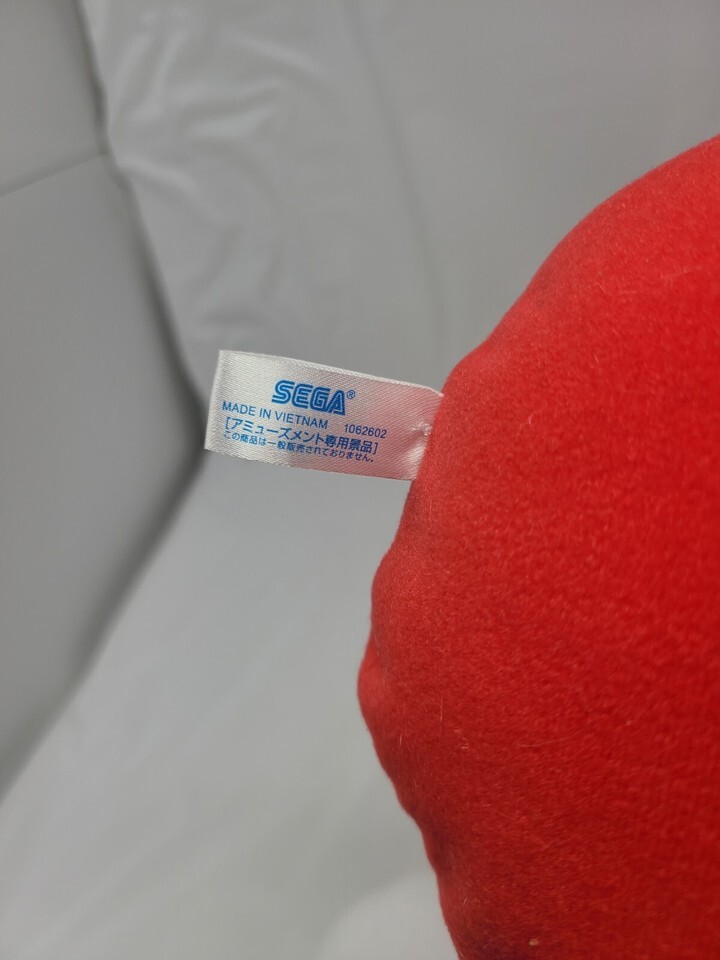 SEGA®
MADE IN VIETNAM 1062602
[アミューズメント専用景品]
この商品は一般販売されておりません。